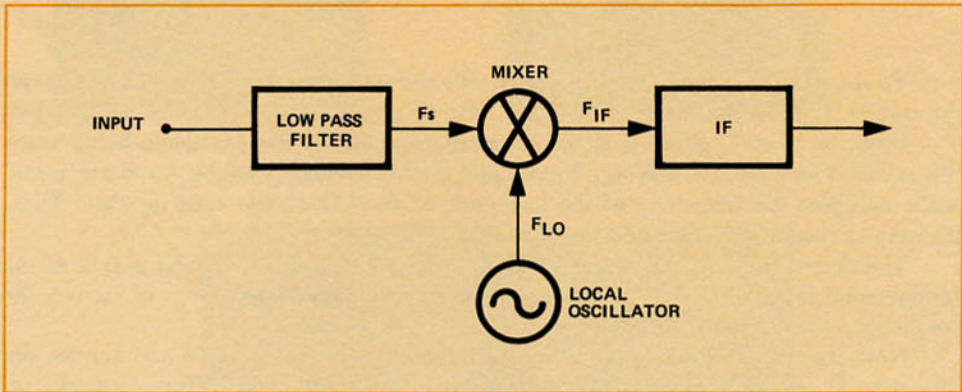 MIXER
INPUT
LOW PASS
FILTER
Fs
FIF
IF
FLO
LOCAL
OSCILLATOR